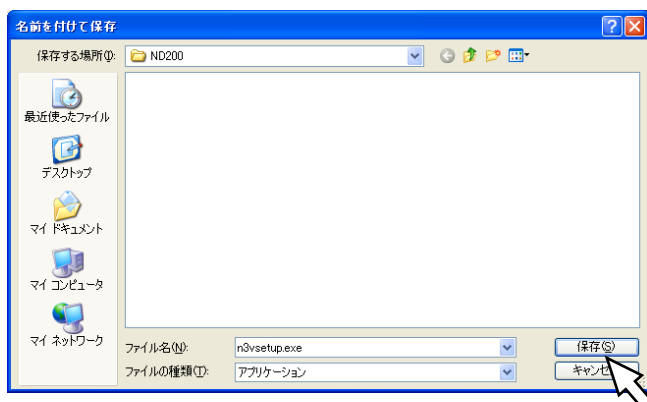 名前を付けて保存
保存する場所(I):
ND200
最近使ったファイル
デスクトップ
マイ ドキュメント
マイ コンピュータ
マイ ネットワーク
ファイル名(N):
n3vsetup.exe
保存(S)
ファイルの種類(T):
アプリケーション
キャンセ